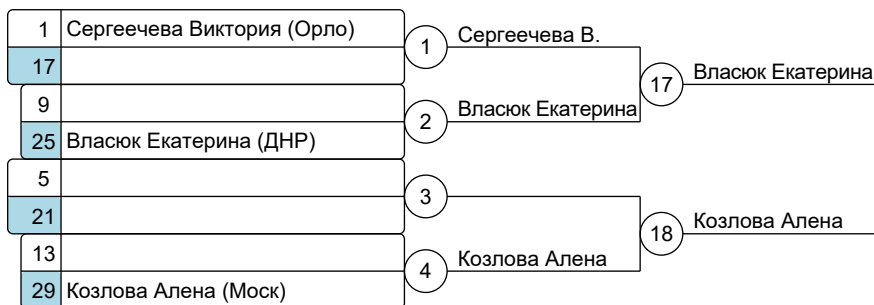 1 Сергеечева Виктория (Орло)
17
1 Сергеечева В.
9
25 Власюк Екатерина (ДНР)
2 Власюк Екатерина
17 Власюк Екатерина
5
21
3
13
29 Козлова Алена (Моск)
4 Козлова Алена
18 Козлова Алена